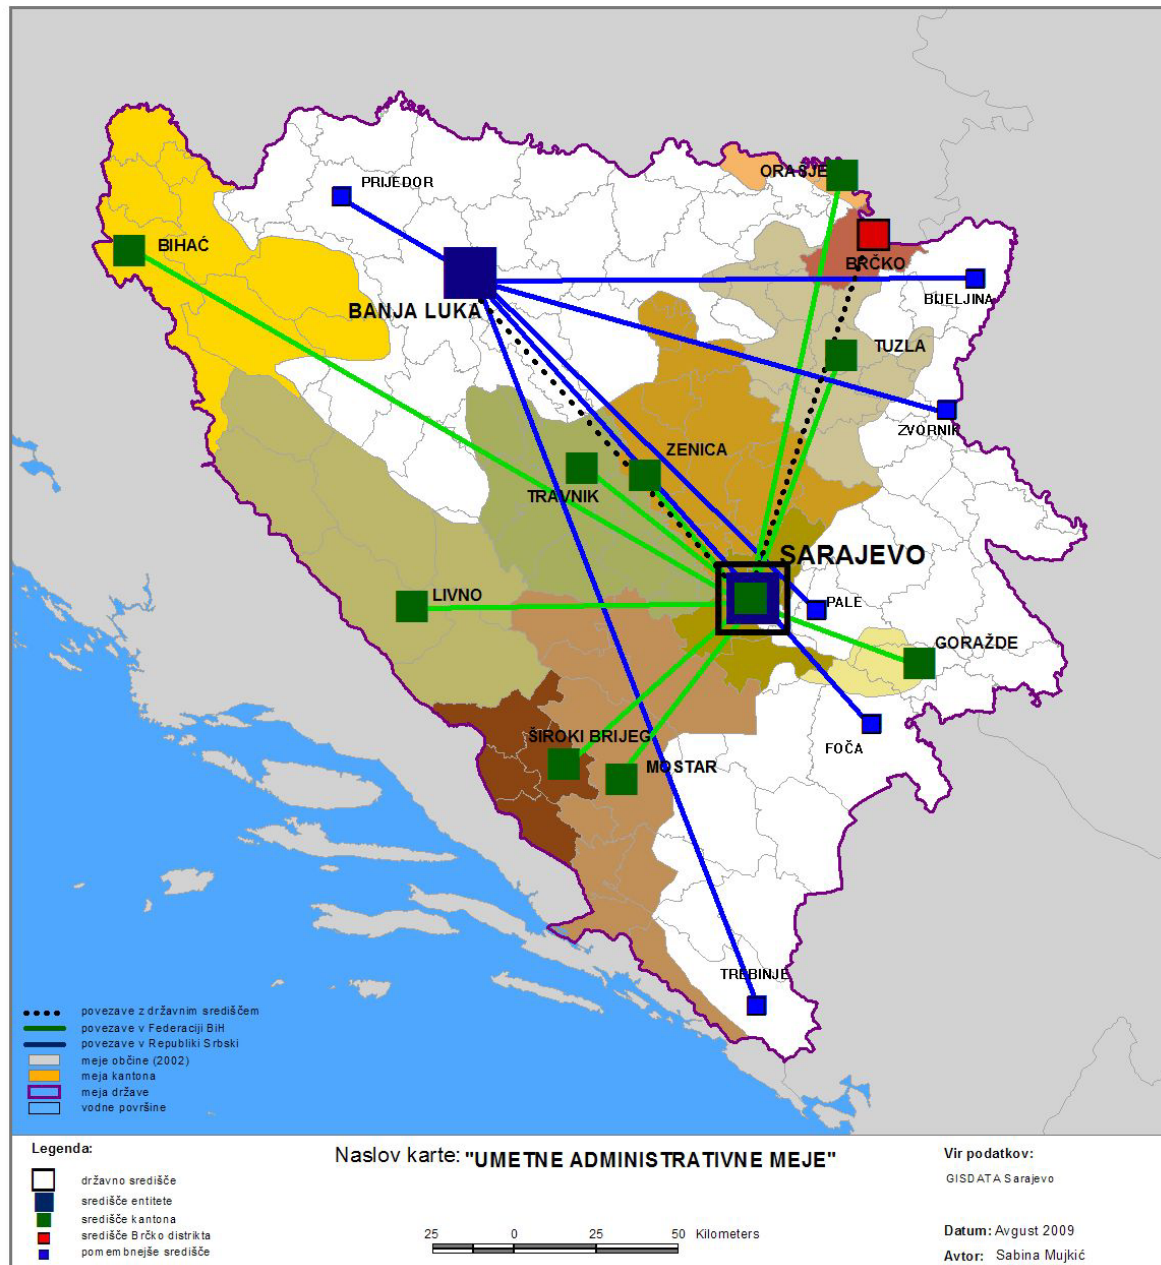 ORAŠJE
PRIJEDOR
BIHAĆ
BRČKO
BIJELJINA
BANJA LUKA
TUZLA
ZVORNIK
ZENICA
TRAVNIK
SARAJEVO
LIVNO
PALE
GORAŽDE
ŠIROKI BRIJEG
FOČA
MOSTAR
TREBINJE
povezave z državnim središčem
povezave v Federaciji BiH
povezave v Republiki Srbski
meje občine (2002)
meja kantona
meja države
vodne površine
Legenda:
državno središče
središče entitete
središče kantona
središče Brčko distrikta
pomembnejše središče
Naslov karte: "UMETNE ADMINISTRATIVNE MEJE"
25 0 25 50 Kilometers
Vir podatkov:
GISDATA Sarajevo
Datum: Avgust 2009
Avtor: Sabina Mujkić